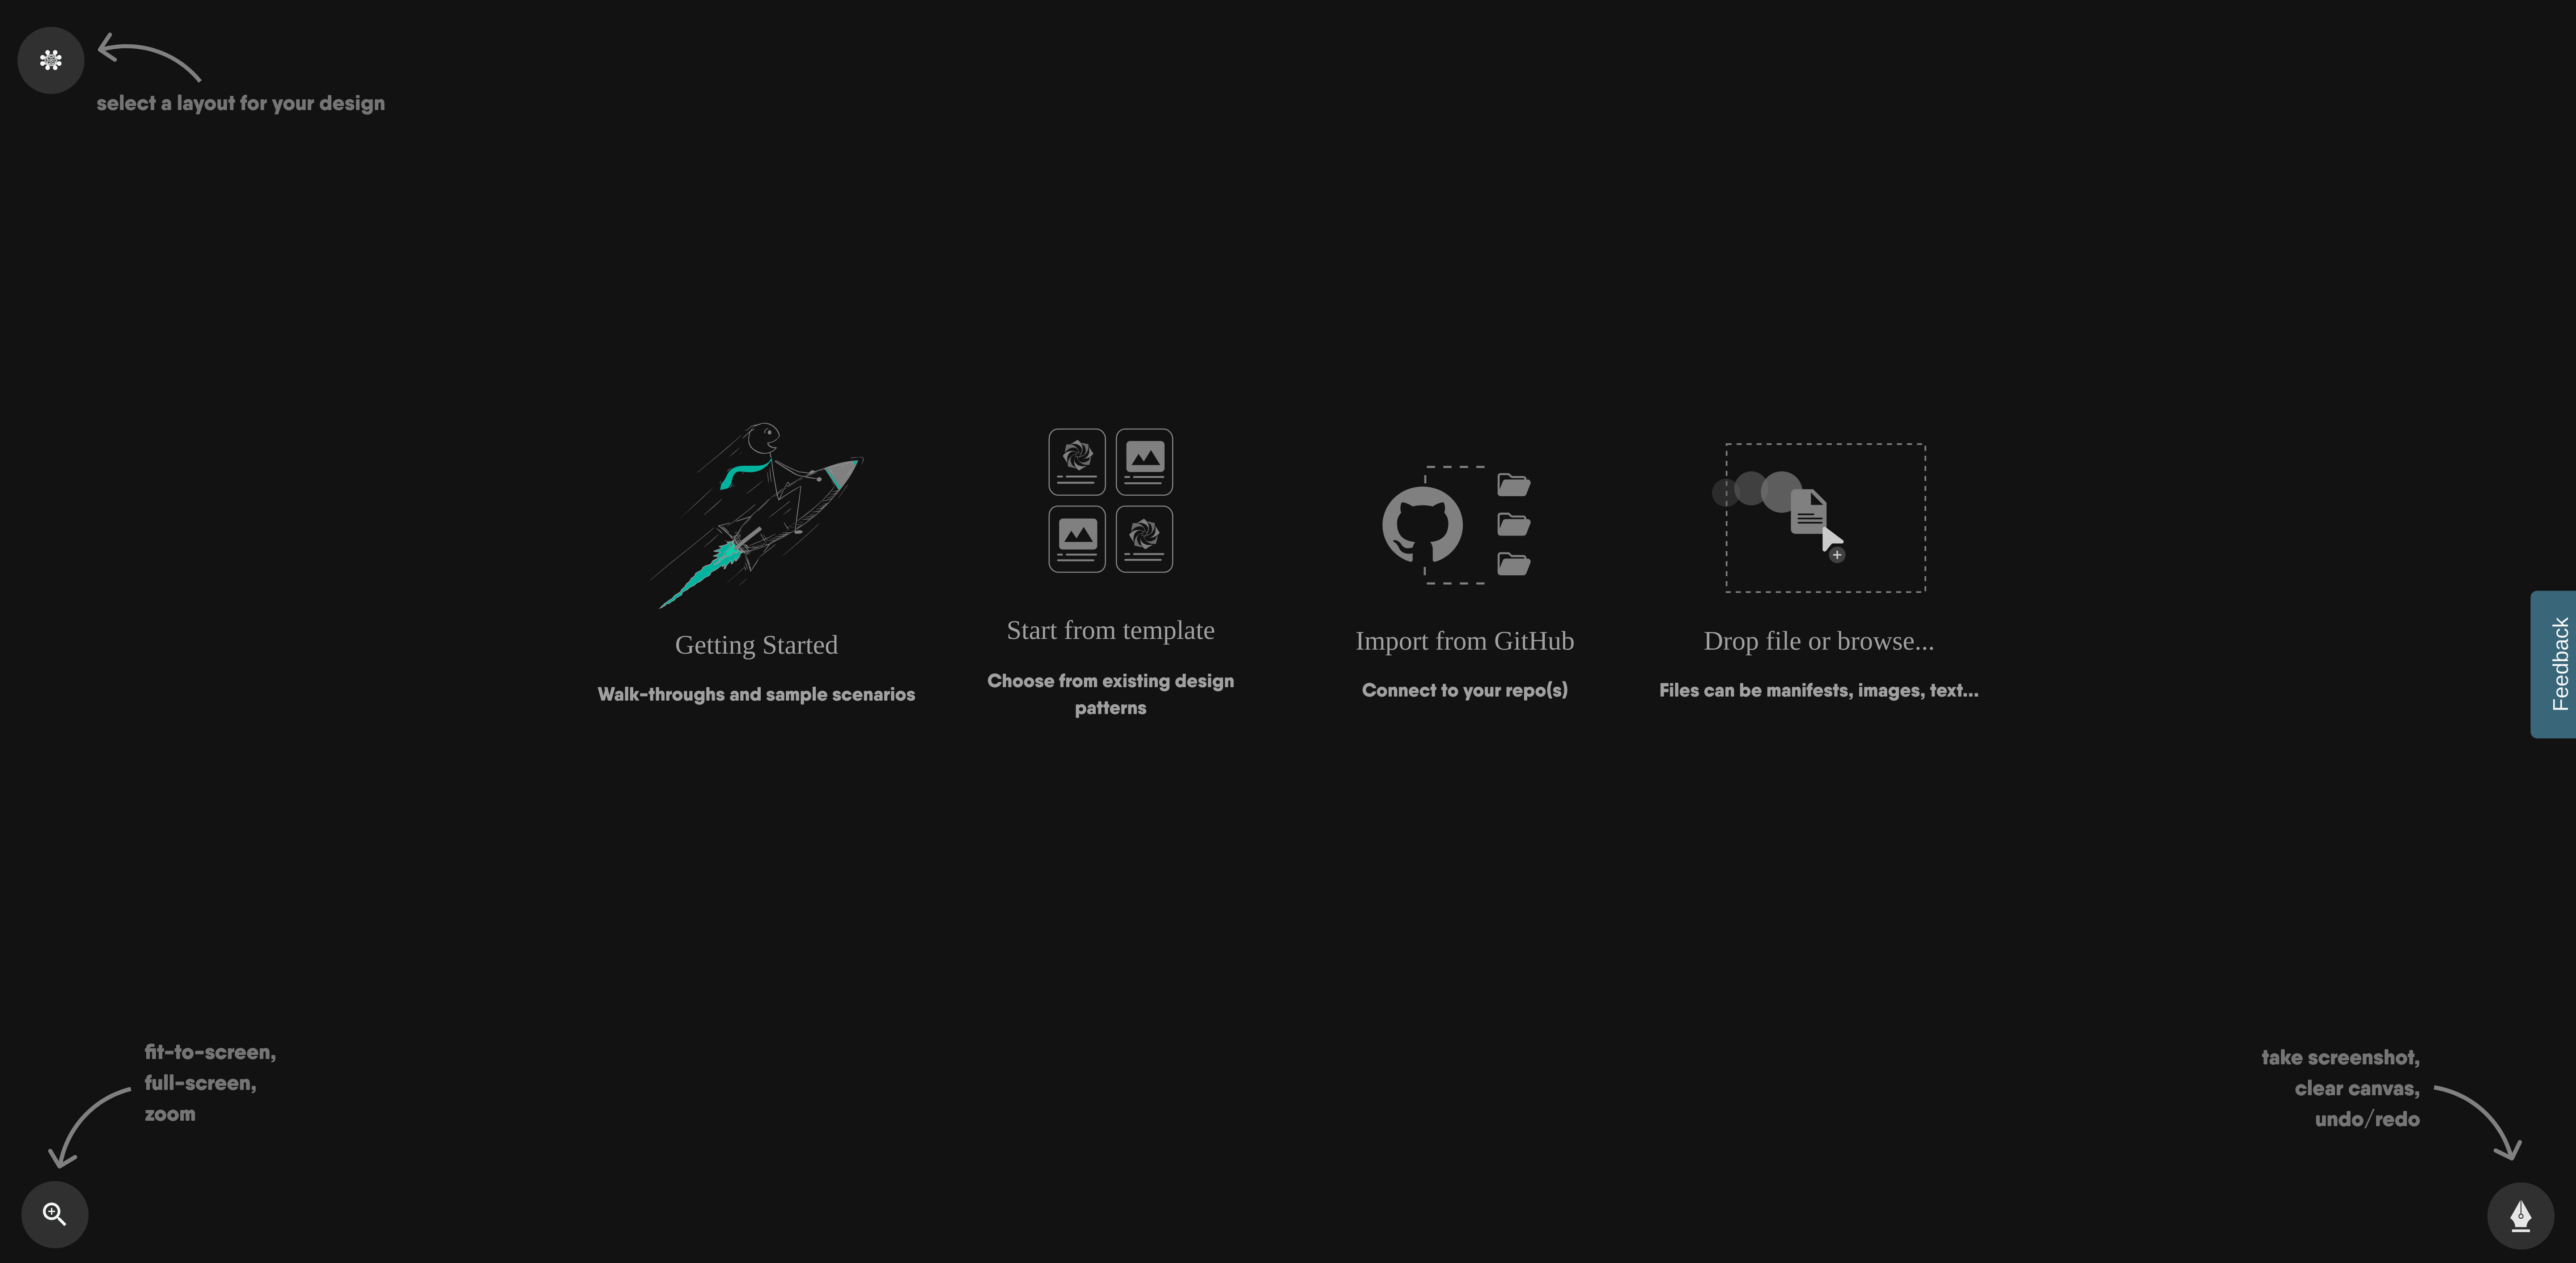 select a layout for your design
Getting Started
Walk-throughs and sample scenarios
Start from template
Choose from existing design
patterns
Import from GitHub
Connect to your repo(s)
Drop file or browse...
Files can be manifests, images, text...
Feedback
fit-to-screen,
full-screen,
zoom
take screenshot,
clear canvas,
undo/redo